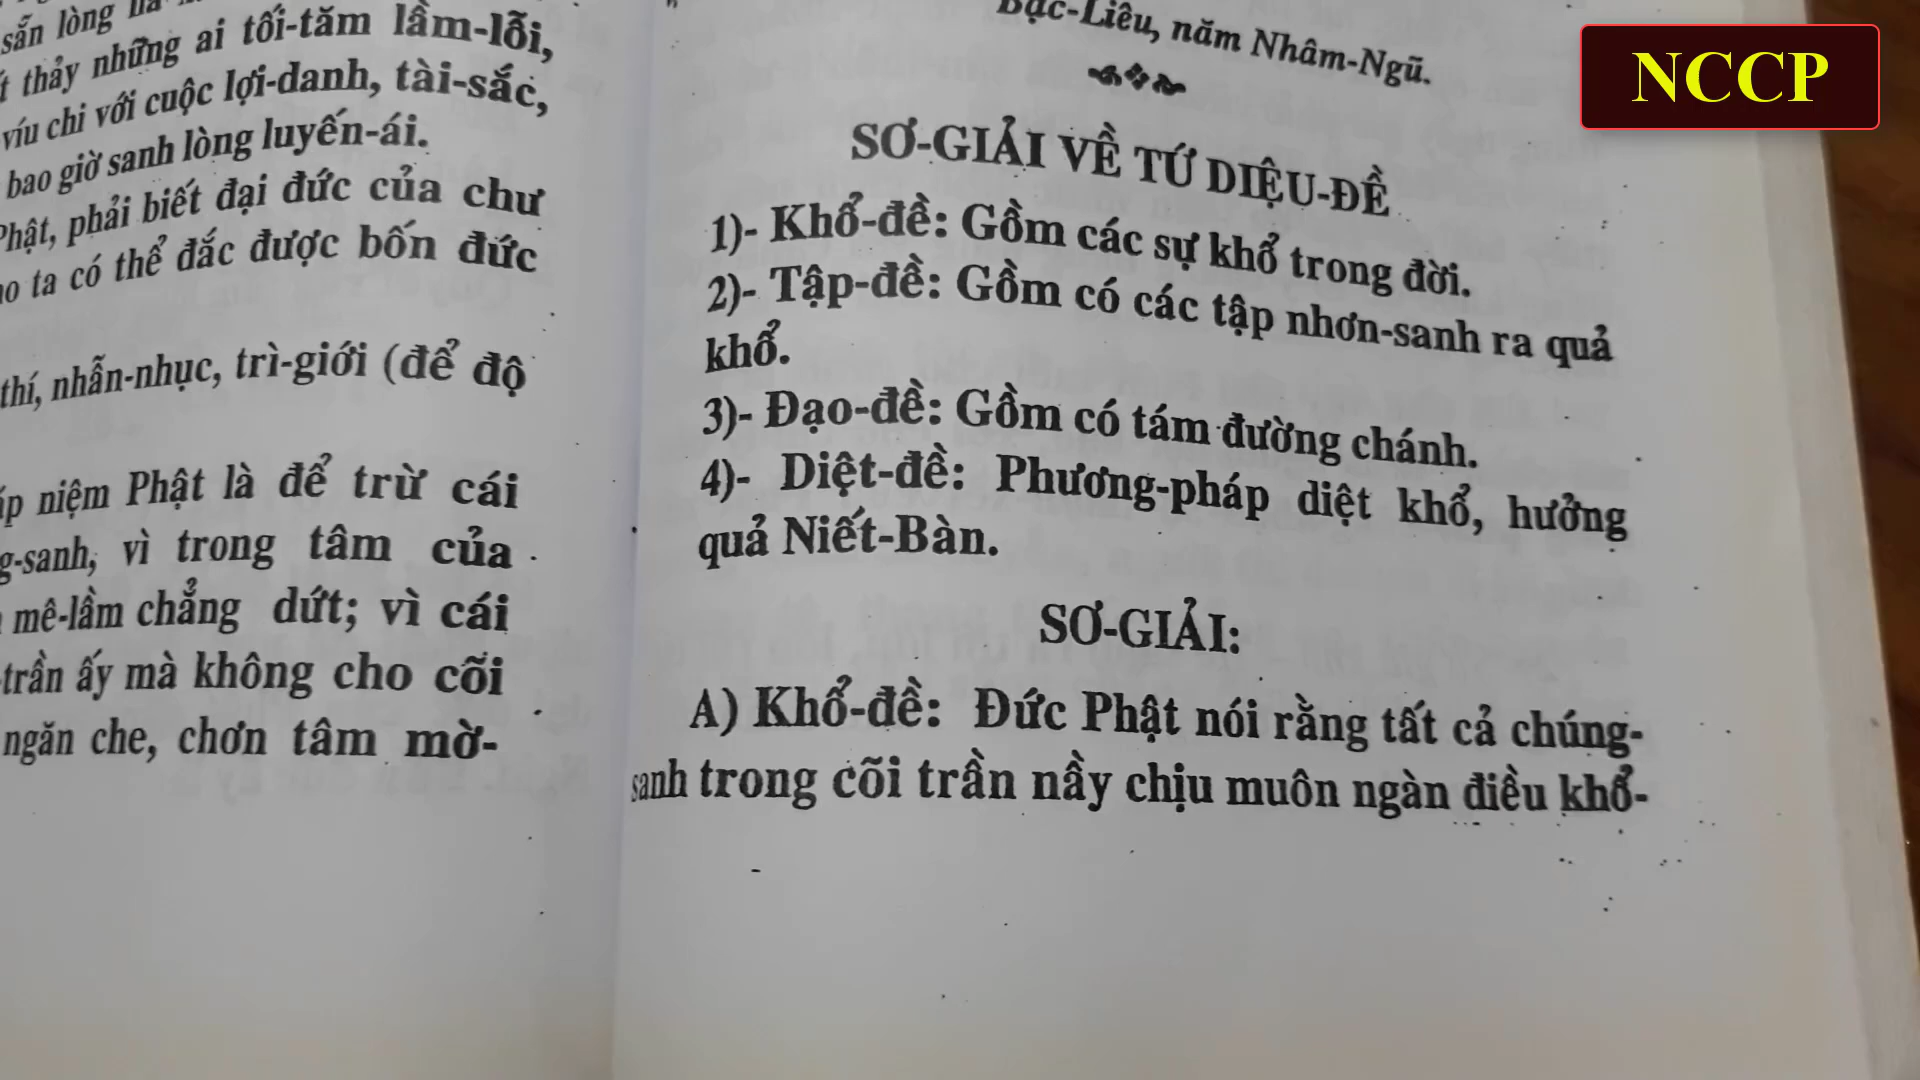 sẵn lòng
thảy những ai tối-tăm lầm-lỗi,
víu chi với cuộc lợi-danh, tài-sắc,
bao giờ sanh lòng luyến-ái.
Phật, phải biết đại đức của chư
ta có thể đắc được bốn đức
thí, nhẫn-nhục, trì-giới (để độ
niệm Phật là để trừ cái
-sanh, vì trong tâm của
mê-lầm chẳng dứt; vì cái
trần ấy mà không cho cõi
ngăn che, chơn tâm mờ-
Bạc-Liêu, năm Nhâm-Ngũ.
SƠ-GIẢI VỀ TỨ DIỆU-ĐỀ
1)- Khổ-đề: Gồm các sự khổ trong đời.
2)- Tập-đề: Gồm có các tập nhơn-sanh ra quả
khổ.
3)- Đạo-đề: Gồm có tám đường chánh.
4)- Diệt-đề: Phương-pháp diệt khổ, hưởng
quả Niết-Bàn.
SƠ-GIẢI:
A) Khổ-đề: Đức Phật nói rằng tất cả chúng-
sanh trong cõi trần nầy chịu muôn ngàn điều khổ-
NCCP